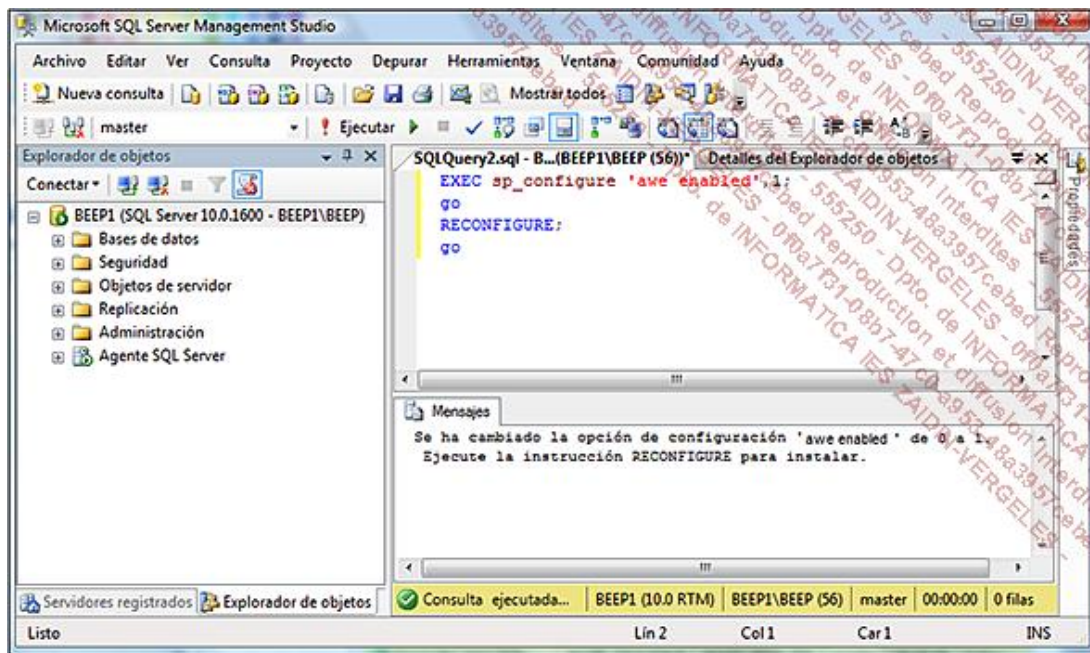 Microsoft SQL Server Management Studio
Archivo Editar Ver Consulta Proyecto Depurar Herramientas Ventana Comunidad Ayuda
Nueva consulta Mostrar todos
master Ejecutar
Explorador de objetos
Conectar
BEEP1 (SQL Server 10.0.1600 - BEEP1\BEEP)
Bases de datos
Seguridad
Objetos de servidor
Replicación
Administración
Agente SQL Server
Servidores registrados Explorador de objetos
SQLQuery2.sql - B...(BEEP1\BEEP (56))* Detalles del Explorador de objetos
EXEC sp_configure 'awe enabled',1;
go
RECONFIGURE;
go
Mensajes
Se ha cambiado la opción de configuración 'awe enabled ' de 0 a 1.
Ejecute la instrucción RECONFIGURE para instalar.
Consulta ejecutada... BEEP1 (10.0 RTM) BEEP1\BEEP (56) master 00:00:00 0 filas
Propiedades
Listo Lín 2 Col 1 Car 1 INS